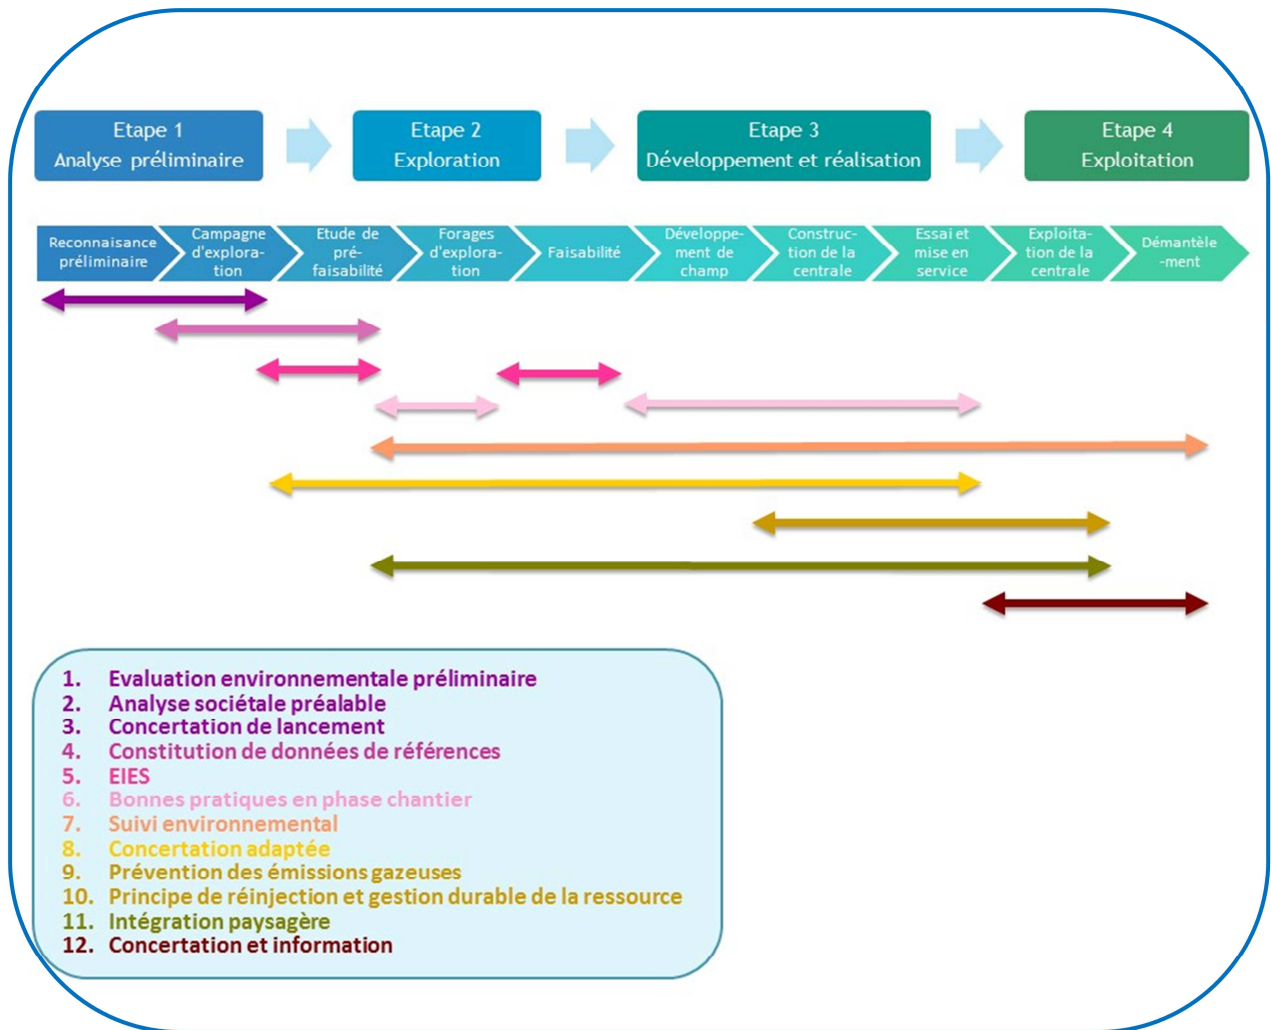 Etape 1
Analyse préliminaire
Etape 2
Exploration
Etape 3
Développement et réalisation
Etape 4
Exploitation
Reconnaisance
préliminaire
Campagne
d'explora-
tion
Etude de
pré-
faisabilité
Forages
d'explora-
tion
Faisabilité
Développe-
ment de
champ
Construc-
tion de la
centrale
Essai et
mise en
service
Exploita-
tion de la
centrale
Démantèle
-ment
1. Evaluation environnementale préliminaire
2. Analyse sociétale préalable
3. Concertation de lancement
4. Constitution de données de références
5. EIES
6. Bonnes pratiques en phase chantier
7. Suivi environnemental
8. Concertation adaptée
9. Prévention des émissions gazeuses
10. Principe de réinjection et gestion durable de la ressource
11. Intégration paysagère
12. Concertation et information